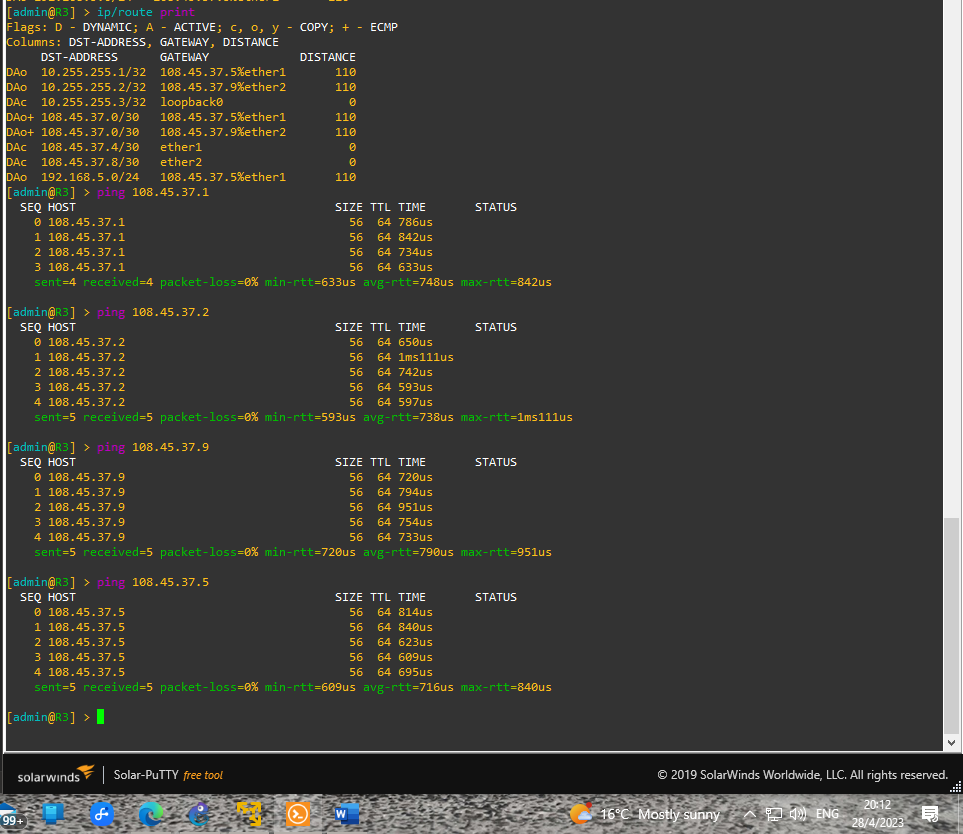 [admin@R3] > ip/route print
Flags: D - DYNAMIC; A - ACTIVE; c, o, y - COPY; + - ECMP
Columns: DST-ADDRESS, GATEWAY, DISTANCE
DST-ADDRESS GATEWAY DISTANCE
DAo 10.255.255.1/32 108.45.37.5%ether1 110
DAo 10.255.255.2/32 108.45.37.9%ether2 110
DAc 10.255.255.3/32 loopback0 0
DAo+ 108.45.37.0/30 108.45.37.5%ether1 110
DAo+ 108.45.37.0/30 108.45.37.9%ether2 110
DAc 108.45.37.4/30 ether1 0
DAc 108.45.37.8/30 ether2 0
DAo 192.168.5.0/24 108.45.37.5%ether1 110
[admin@R3] > ping 108.45.37.1
SEQ HOST SIZE TTL TIME STATUS
0 108.45.37.1 56 64 786us
1 108.45.37.1 56 64 842us
2 108.45.37.1 56 64 734us
3 108.45.37.1 56 64 633us
sent=4 received=4 packet-loss=0% min-rtt=633us avg-rtt=748us max-rtt=842us
[admin@R3] > ping 108.45.37.2
SEQ HOST SIZE TTL TIME STATUS
0 108.45.37.2 56 64 650us
1 108.45.37.2 56 64 1ms111us
2 108.45.37.2 56 64 742us
3 108.45.37.2 56 64 593us
4 108.45.37.2 56 64 597us
sent=5 received=5 packet-loss=0% min-rtt=593us avg-rtt=738us max-rtt=1ms111us
[admin@R3] > ping 108.45.37.9
SEQ HOST SIZE TTL TIME STATUS
0 108.45.37.9 56 64 720us
1 108.45.37.9 56 64 794us
2 108.45.37.9 56 64 951us
3 108.45.37.9 56 64 754us
4 108.45.37.9 56 64 733us
sent=5 received=5 packet-loss=0% min-rtt=720us avg-rtt=790us max-rtt=951us
[admin@R3] > ping 108.45.37.5
SEQ HOST SIZE TTL TIME STATUS
0 108.45.37.5 56 64 814us
1 108.45.37.5 56 64 840us
2 108.45.37.5 56 64 623us
3 108.45.37.5 56 64 609us
4 108.45.37.5 56 64 695us
sent=5 received=5 packet-loss=0% min-rtt=609us avg-rtt=716us max-rtt=840us
[admin@R3] >
solarwinds Solar-PuTTY free tool © 2019 SolarWinds Worldwide, LLC. All rights reserved.
99+ W 16°C Mostly sunny ENG 20:12
28/4/2023